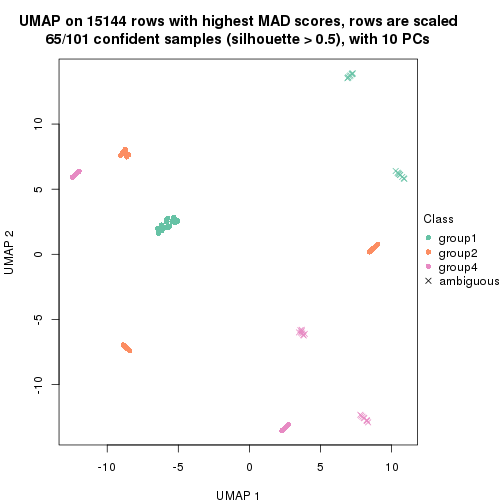 UMAP on 15144 rows with highest MAD scores, rows are scaled
65/101 confident samples (silhouette > 0.5), with 10 PCs
10
5
0
-5
-10
UMAP 2
-10
-5
0
5
10
UMAP 1
Class
group1
group2
group4
ambiguous